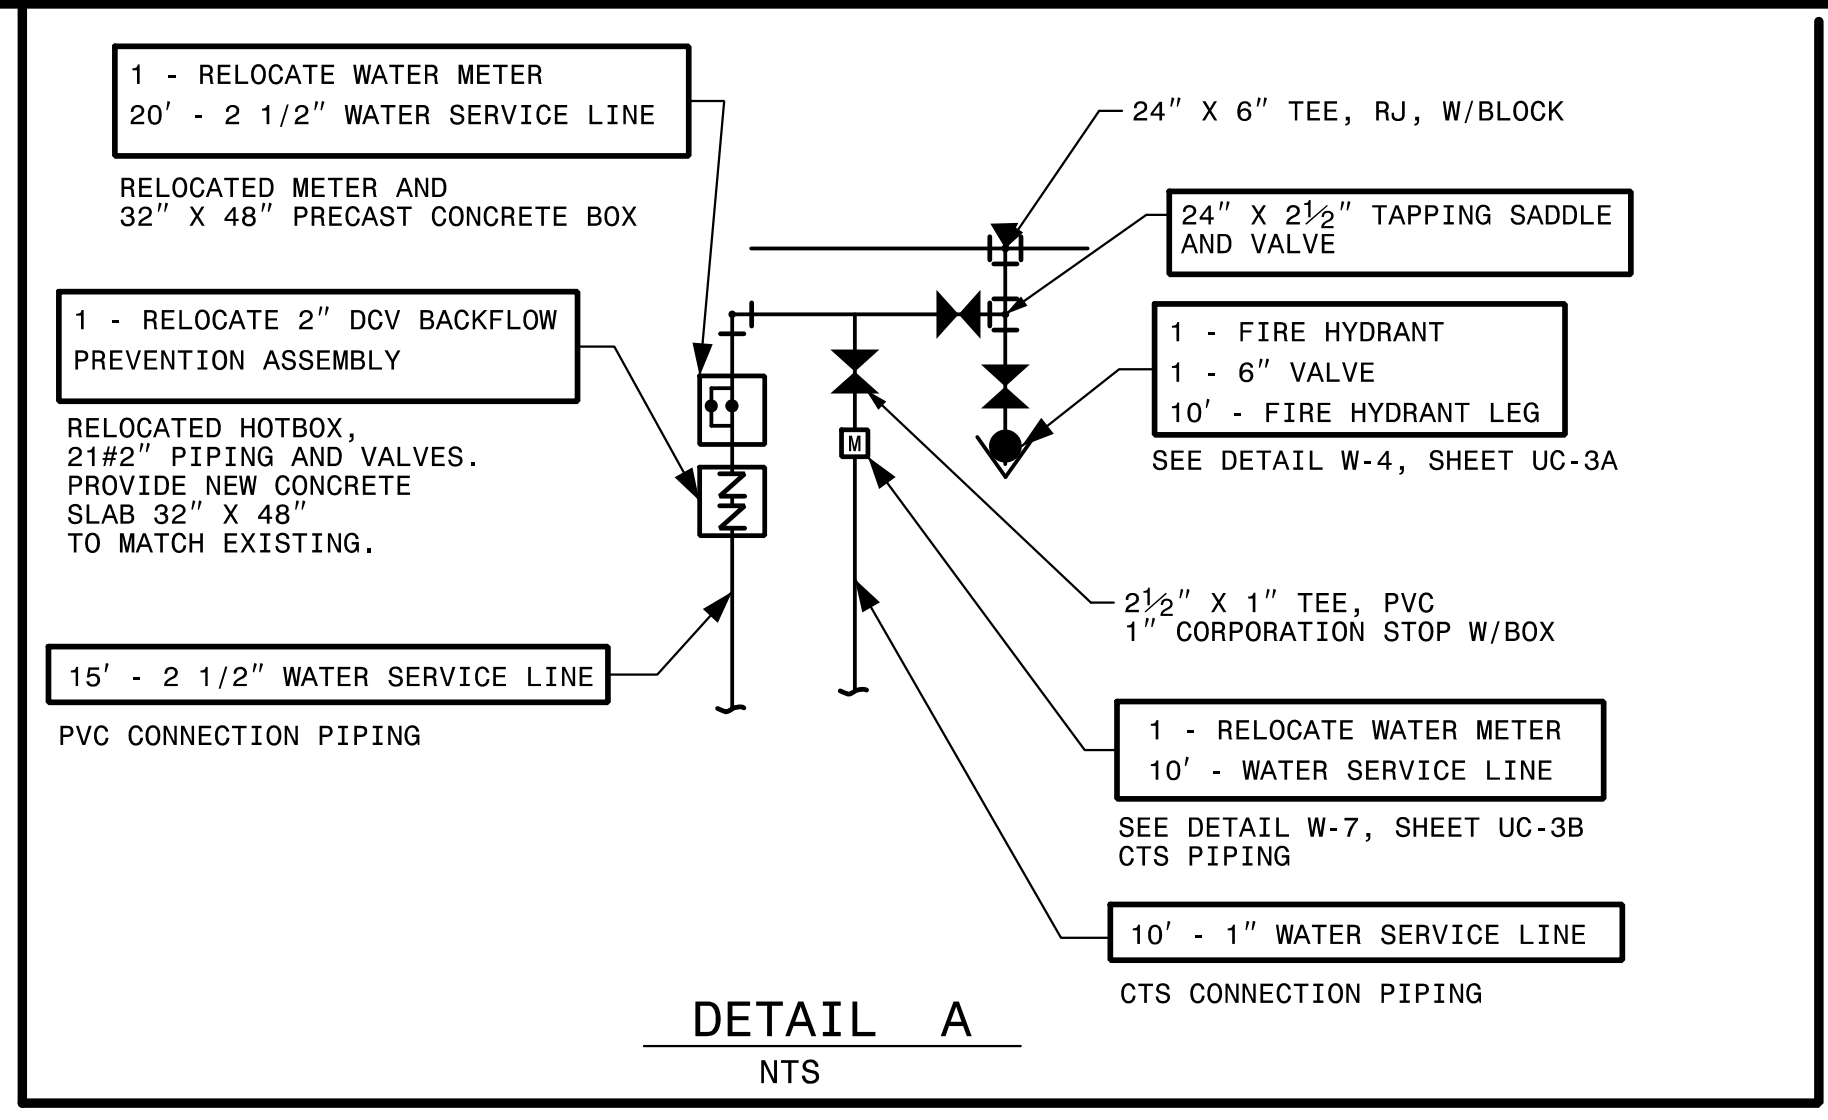 1 - RELOCATE WATER METER
20' - 2 1/2" WATER SERVICE LINE
RELOCATED METER AND
32" X 48" PRECAST CONCRETE BOX
1 - RELOCATE 2" DCV BACKFLOW
PREVENTION ASSEMBLY
RELOCATED HOTBOX,
21#2" PIPING AND VALVES.
PROVIDE NEW CONCRETE
SLAB 32" X 48"
TO MATCH EXISTING.
15' - 2 1/2" WATER SERVICE LINE
PVC CONNECTION PIPING
24" X 6" TEE, RJ, W/BLOCK
24" X 2½" TAPPING SADDLE
AND VALVE
1 - FIRE HYDRANT
1 - 6" VALVE
10' - FIRE HYDRANT LEG
SEE DETAIL W-4, SHEET UC-3A
M
2½" X 1" TEE, PVC
1" CORPORATION STOP W/BOX
1 - RELOCATE WATER METER
10' - WATER SERVICE LINE
SEE DETAIL W-7, SHEET UC-3B
CTS PIPING
10' - 1" WATER SERVICE LINE
CTS CONNECTION PIPING
DETAIL A
NTS